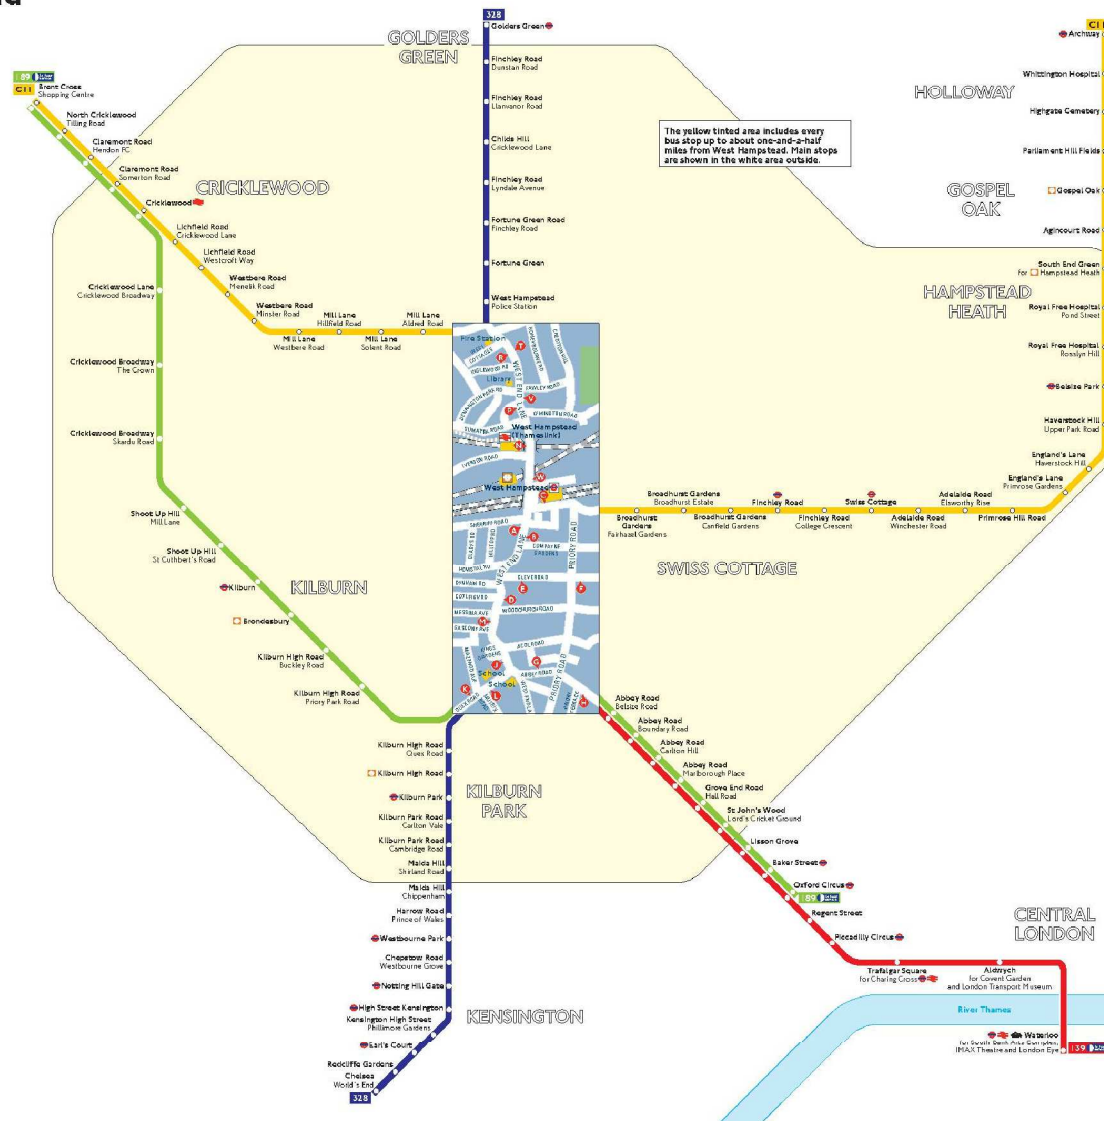 328
Golders Green
GOLDERS
GREEN
Finchley Road
Dunstan Road
Finchley Road
Llanvanor Road
Childs Hill
Cricklewood Lane
Finchley Road
Lyndale Avenue
Fortune Green Road
Finchley Road
Fortune Green
West Hampstead
Police Station
189
C11
Brent Cross
Shopping Centre
North Cricklewood
Tilling Road
Claremont Road
Hendon FC
Claremont Road
Somerton Road
Cricklewood
CRICKLEWOOD
Lichfield Road
Cricklewood Lane
Lichfield Road
Westcroft Way
Westbere Road
Menelik Road
Westbere Road
Minster Road
Mill Lane
Westbere Road
Mill Lane
Hillfield Road
Mill Lane
Solent Road
Mill Lane
Aldred Road
Cricklewood Lane
Cricklewood Broadway
Cricklewood Broadway
The Crown
Cricklewood Broadway
Skardu Road
Shoot Up Hill
Mill Lane
Shoot Up Hill
St Cuthbert's Road
Kilburn
KILBURN
Brondesbury
Kilburn High Road
Buckley Road
Kilburn High Road
Priory Park Road
The yellow tinted area includes every
bus stop up to about one-and-a-half
miles from West Hampstead. Main stops
are shown in the white area outside.
C11
Archway
Whittington Hospital
HOLLOWAY
Highgate Cemetery
Parliament Hill Fields
GOSPEL
OAK
Gospel Oak
Agincourt Road
South End Green
for Hampstead Heath
HAMPSTEAD
HEATH
Royal Free Hospital
Pond Street
Royal Free Hospital
Rosslyn Hill
Belsize Park
Haverstock Hill
Upper Park Road
England's Lane
Haverstock Hill
England's Lane
Primrose Gardens
Primrose Hill Road
Adelaide Road
Elsworthy Rise
Adelaide Road
Winchester Road
Swiss Cottage
Finchley Road
College Crescent
Finchley Road
Broadhurst Gardens
Canfield Gardens
Broadhurst Gardens
Broadhurst Estate
Broadhurst
Gardens
Fairhazel Gardens
SWISS COTTAGE
Fire Station
Library
WEST END LANE
West Hampstead
(Thameslink)
West Hampstead
WEST END LANE
PRIORY ROAD
PRIORY ROAD
School
School
T
R
V
P
N
W
C
A
B
E
D
F
M
J
G
K
L
H
Kilburn High Road
Quex Road
Kilburn High Road
Kilburn Park
KILBURN
PARK
Kilburn Park Road
Carlton Vale
Kilburn Park Road
Cambridge Road
Maida Hill
Shirland Road
Maida Hill
Chippenham
Harrow Road
Prince of Wales
Westbourne Park
Chepstow Road
Westbourne Grove
Notting Hill Gate
High Street Kensington
KENSINGTON
Kensington High Street
Phillimore Gardens
Earl's Court
Redcliffe Gardens
Chelsea
World's End
328
Abbey Road
Belsize Road
Abbey Road
Boundary Road
Abbey Road
Carlton Hill
Abbey Road
Marlborough Place
Grove End Road
Hall Road
St John's Wood
Lord's Cricket Ground
Lisson Grove
Baker Street
Oxford Circus
189
Regent Street
Piccadilly Circus
CENTRAL
LONDON
Trafalgar Square
for Charing Cross
Aldwych
for Covent Garden
and London Transport Museum
River Thames
Waterloo
IMAX Theatre and London Eye
139